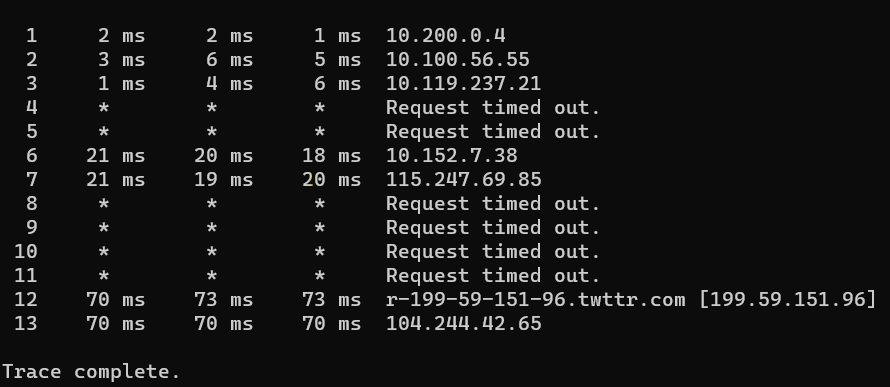 1 2 ms 2 ms 1 ms 10.200.0.4
2 3 ms 6 ms 5 ms 10.100.56.55
3 1 ms 4 ms 6 ms 10.119.237.21
4 * * * Request timed out.
5 * * * Request timed out.
6 21 ms 20 ms 18 ms 10.152.7.38
7 21 ms 19 ms 20 ms 115.247.69.85
8 * * * Request timed out.
9 * * * Request timed out.
10 * * * Request timed out.
11 * * * Request timed out.
12 70 ms 73 ms 73 ms r-199-59-151-96.twttr.com [199.59.151.96]
13 70 ms 70 ms 70 ms 104.244.42.65
Trace complete.